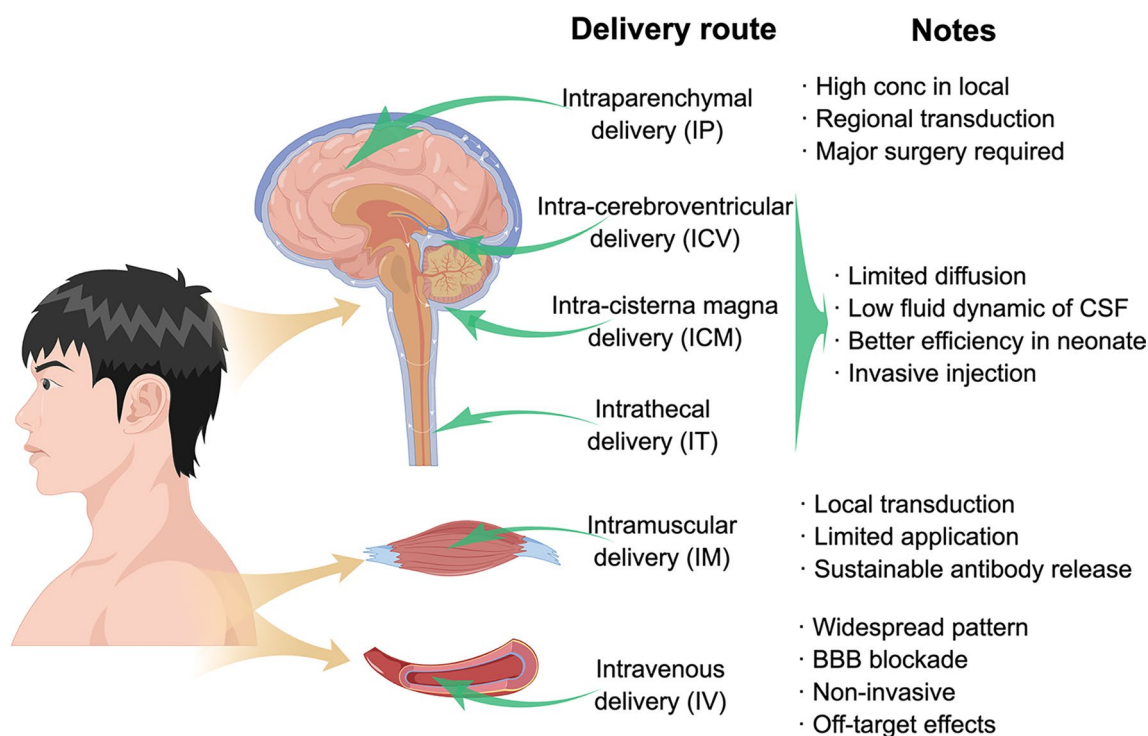 Delivery route
Notes
Intraparenchymal
delivery (IP)
· High conc in local
· Regional transduction
· Major surgery required
Intra-cerebroventricular
delivery (ICV)
Intra-cisterna magna
delivery (ICM)
Intrathecal
delivery (IT)
· Limited diffusion
· Low fluid dynamic of CSF
· Better efficiency in neonate
· Invasive injection
Intramuscular
delivery (IM)
· Local transduction
· Limited application
· Sustainable antibody release
Intravenous
delivery (IV)
· Widespread pattern
· BBB blockade
· Non-invasive
· Off-target effects